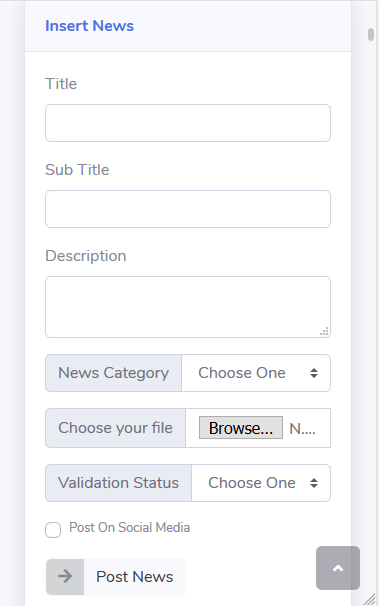 Insert News
Title
Sub Title
Description
News Category Choose One
Choose your file Browse... N....
Validation Status Choose One
Post On Social Media
Post News